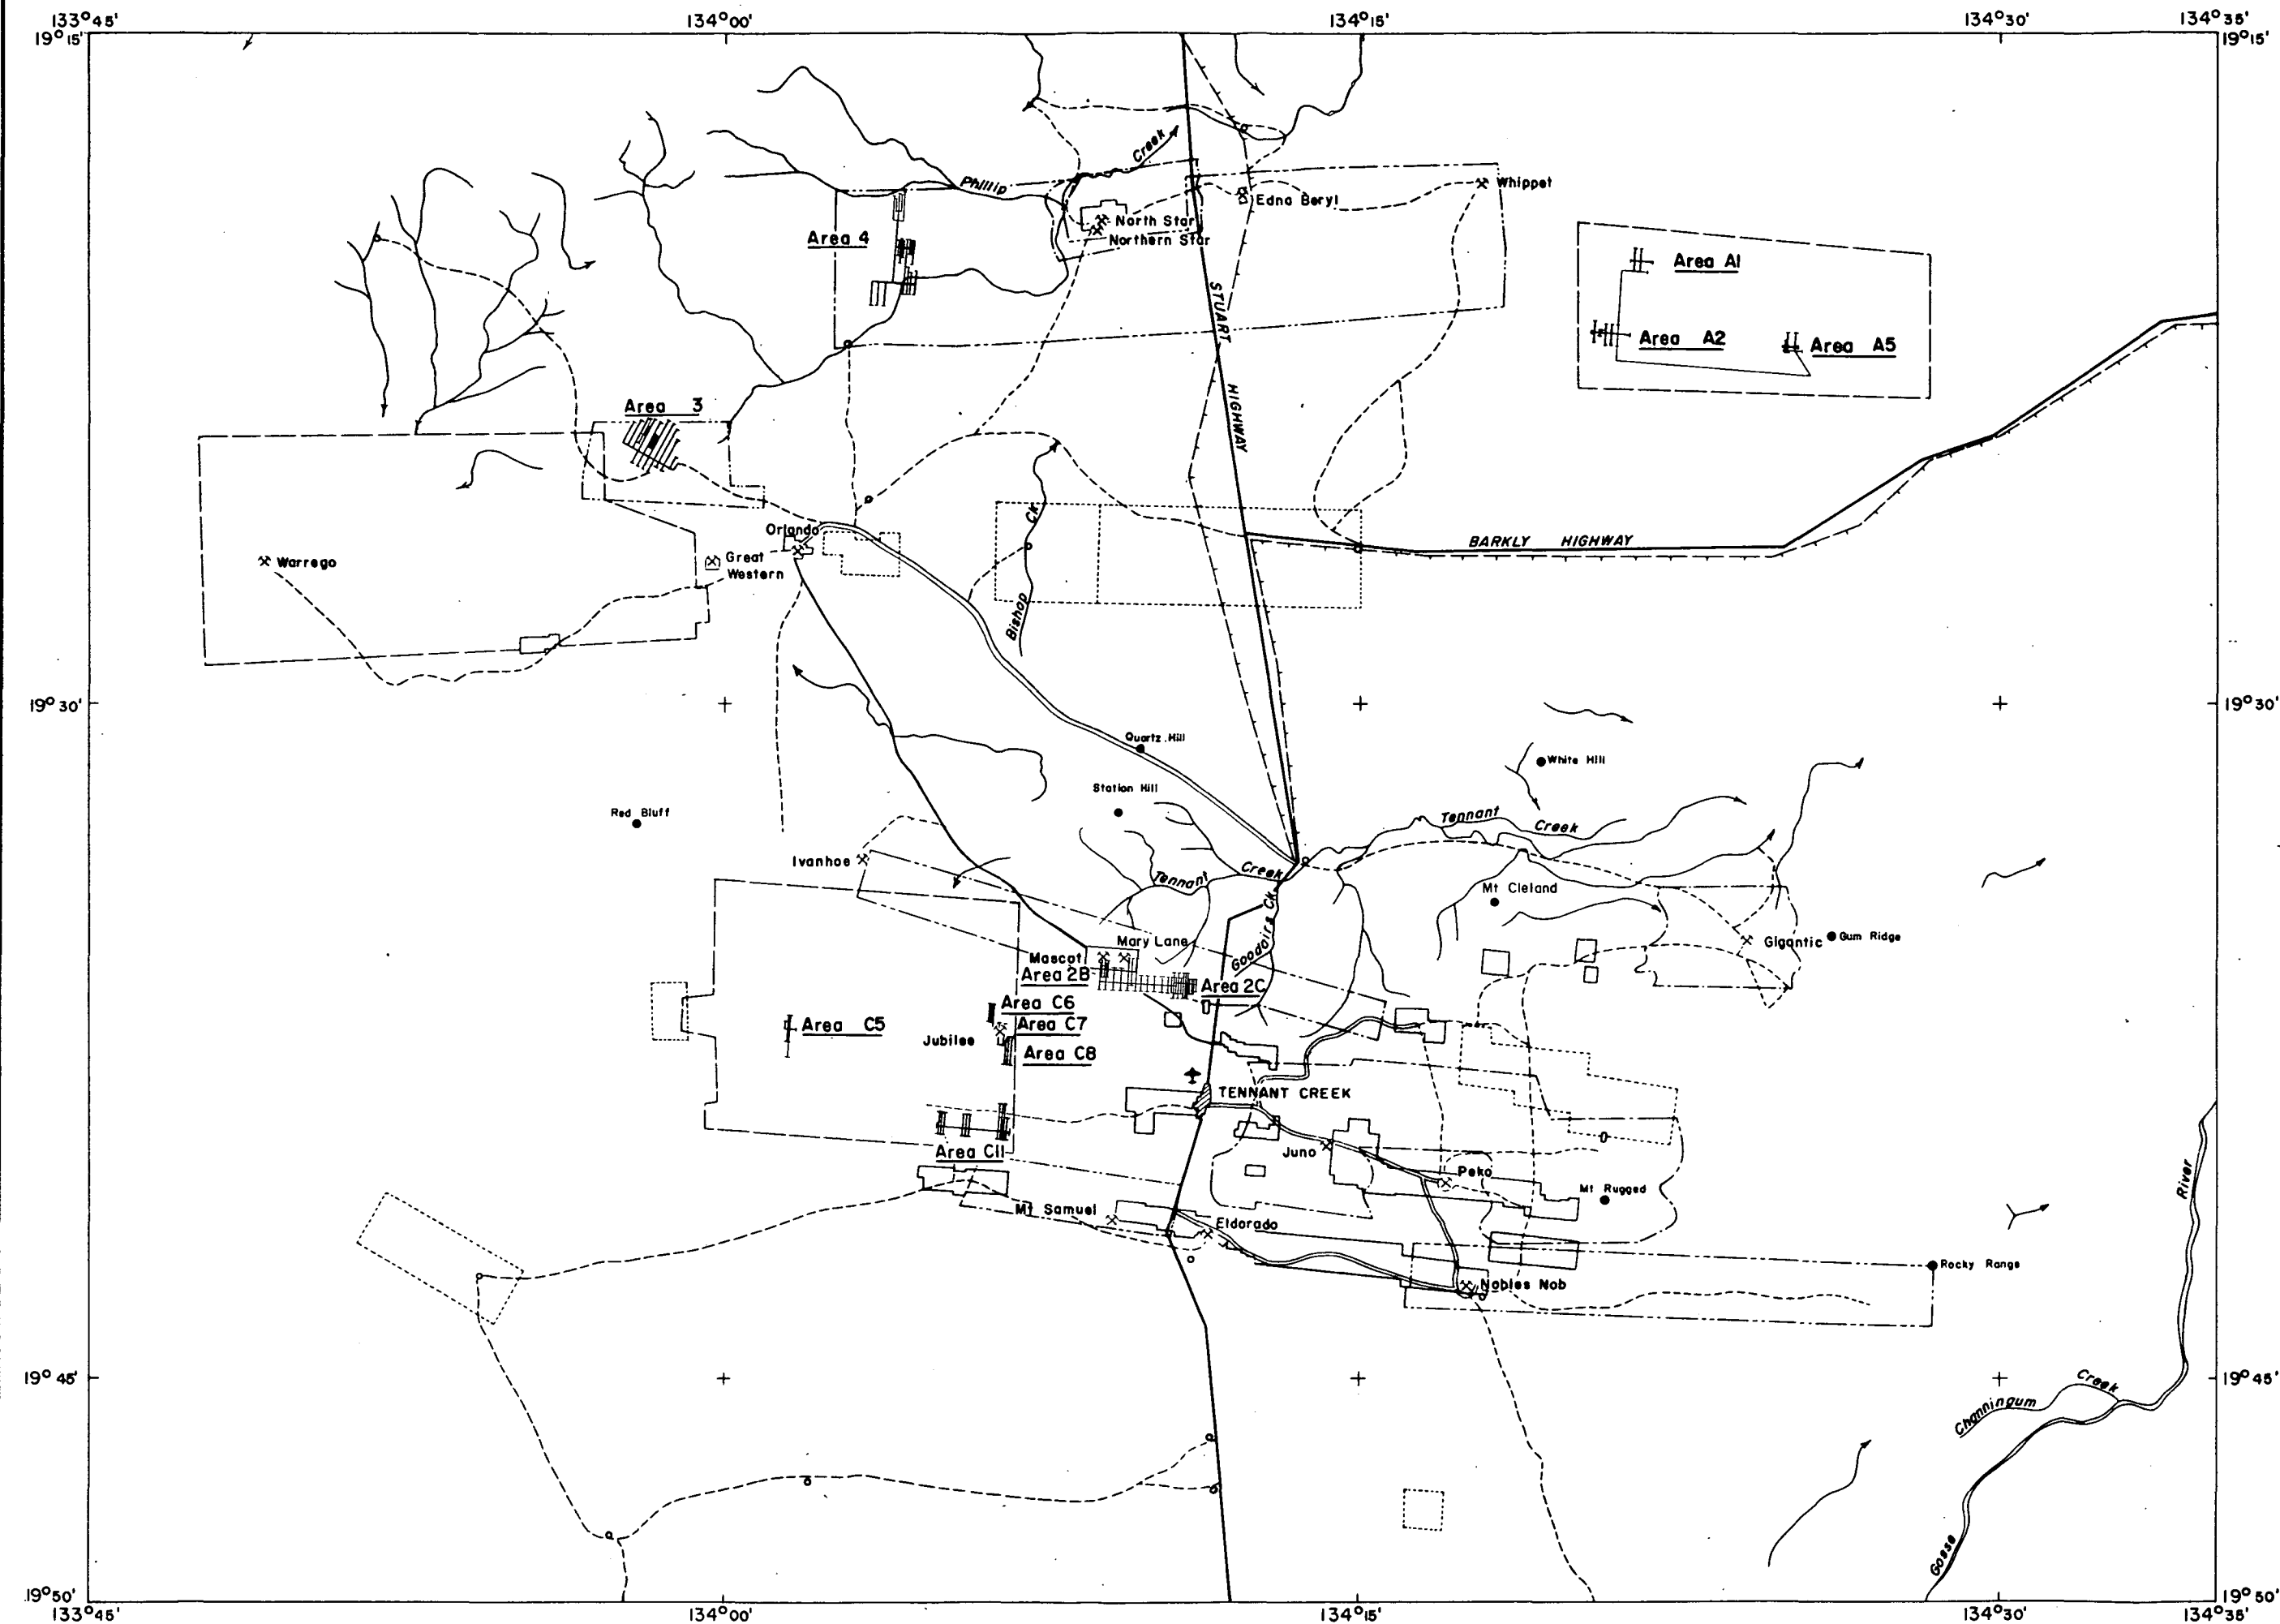 133°45'
134°00'
134°15'
134°30'
134°35'
19°15'
19°15'
Creek
Phillip
Whippet
Edna Beryl
North Star
Northern Star
Area 4
Area A1
STUART
Area A2
Area A5
HIGHWAY
Area 3
Ck.
Orlando
BARKLY HIGHWAY
Warrego
Great
Western
Bishop
19°30'
19°30'
Quartz Hill
White Hill
Station Hill
Red Bluff
Tennant
Creek
Ivanhoe
Creek
Tennant
Mt Cleland
Goodairs Ck.
Mary Lane
Gigantic
Gum Ridge
Mascot
Area 2B
Area 2C
Area C6
Area C5
Area C7
Jubilee
Area C8
TENNANT CREEK
Area C11
Juno
Peko
Mt Rugged
River
Mt Samuel
Eldorado
Rocky Range
Nobles Nob
19°45'
19°45'
Creek
Channingum
Gosse
19°50'
19°50'
133°45'
134°00'
134°15'
134°30'
134°35'